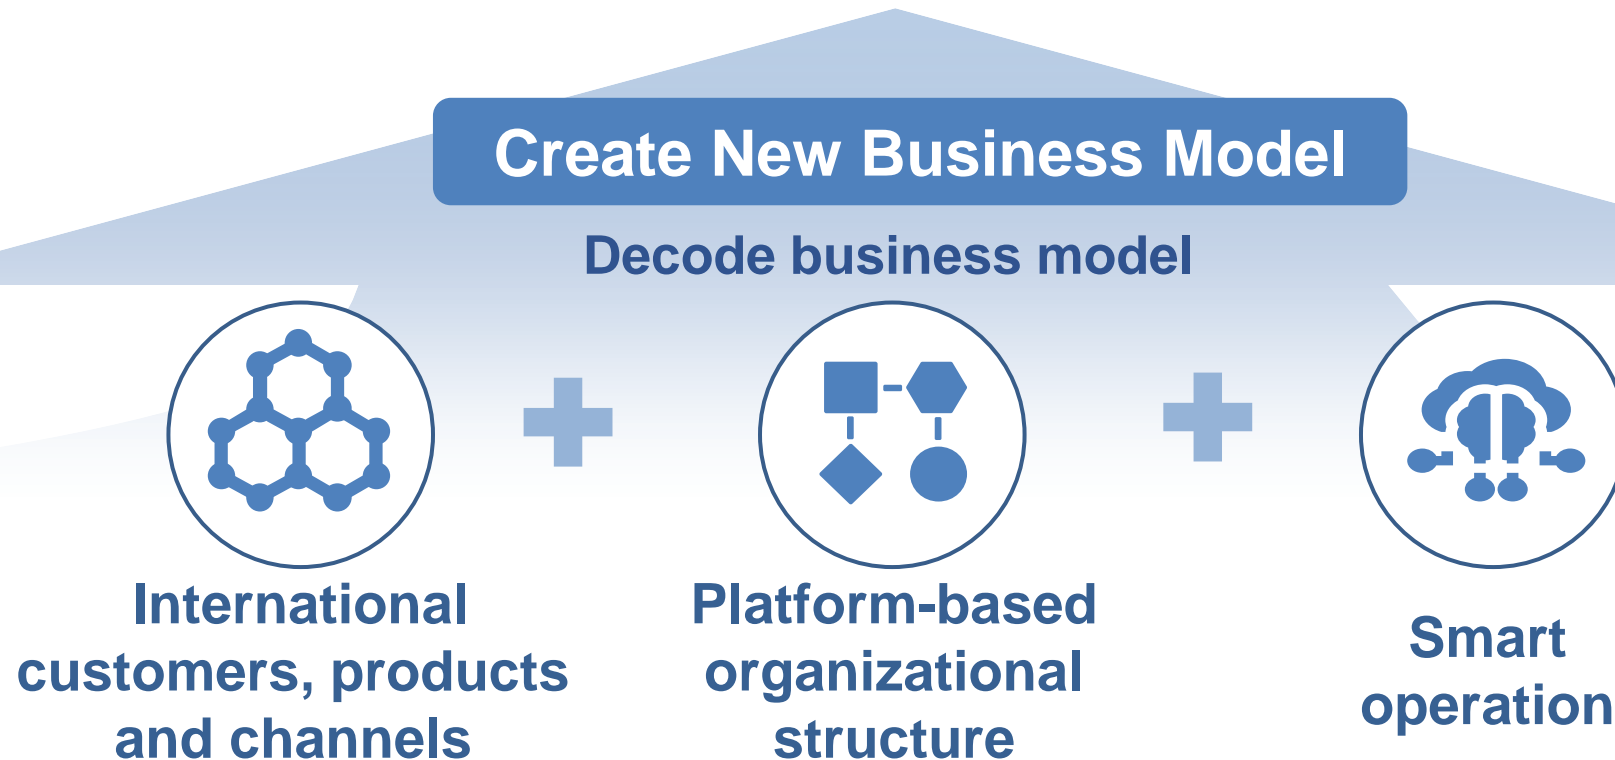 Create New Business Model
Decode business model
International
customers, products
and channels
Platform-based
organizational
structure
Smart
operation